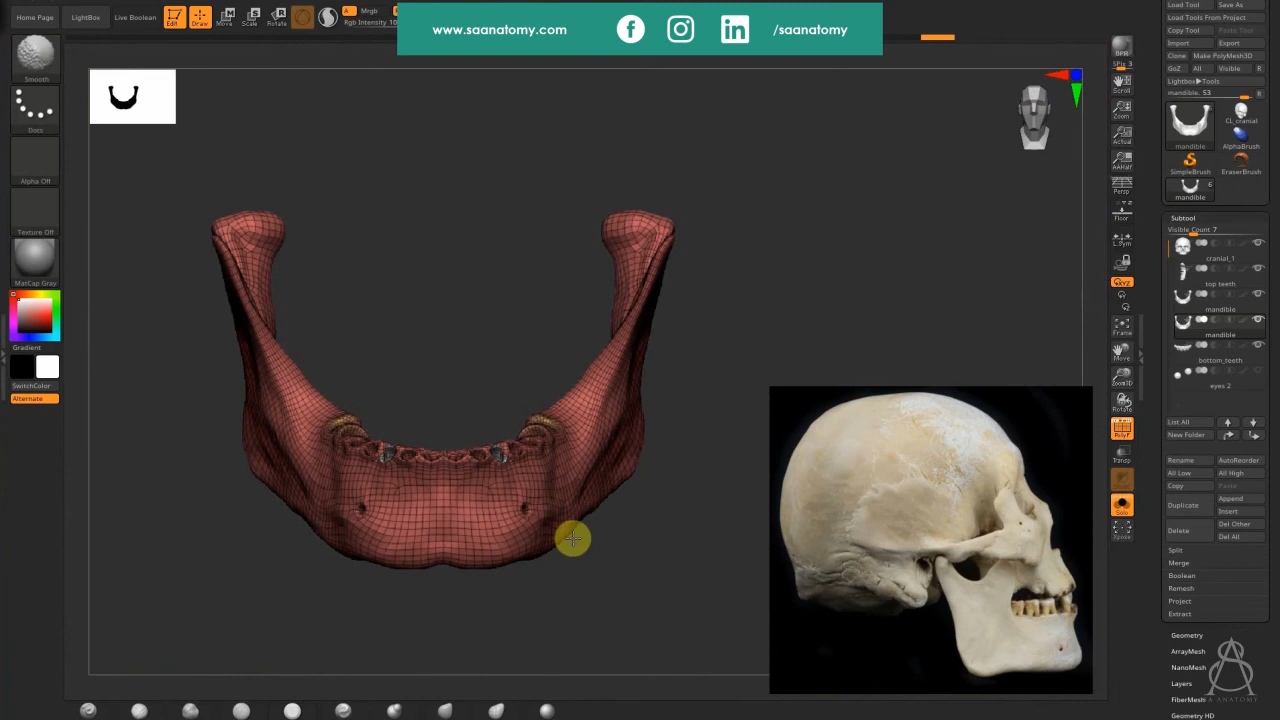 Home Page
LightBox
Live Boolean
Edit
Draw
Move
Scale
Rotate
A
Mrgb
Rgb Intensity 10
www.saanatomy.com
/saanatomy
Smooth
Dots
Alpha Off
Texture Off
MatCap Gray
Gradient
SwitchColor
Alternate
BPR
SPix 3
Scroll
Zoom
Actual
AAHalf
Persp
Floor
L.Sym
XYZ
Frame
Move
Zoom3D
Rotate
PolyF
Transp
Solo
Xpose
Load Tool
Save As
Load Tools From Project
Copy Tool
Paste Tool
Import
Export
Clone
Make PolyMesh3D
GoZ
All
Visible
R
Lightbox▶Tools
mandible. 53
R
mandible
CL_cranial
AlphaBrush
SimpleBrush
EraserBrush
6
mandible
Subtool
Visible Count 7
cranial_1
top teeth
mandible
mandible
bottom_teeth
eyes 2
List All
New Folder
Rename
AutoReorder
All Low
All High
Copy
Paste
Duplicate
Append
Insert
Delete
Del Other
Del All
Split
Merge
Boolean
Remesh
Project
Extract
Geometry
ArrayMesh
NanoMesh
Layers
FiberMesh
Geometry HD